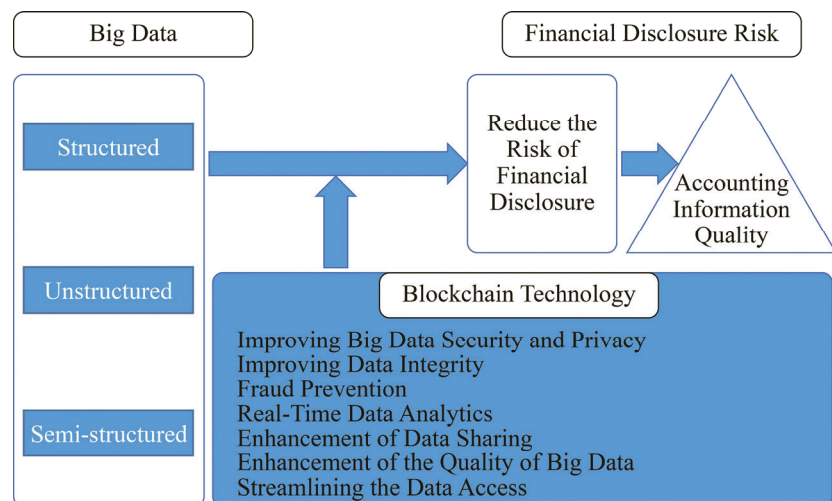 Big Data
Financial Disclosure Risk
Structured
Unstructured
Semi-structured
Reduce the
Risk of
Financial
Disclosure
Accounting
Information
Quality
Blockchain Technology
Improving Big Data Security and Privacy
Improving Data Integrity
Fraud Prevention
Real-Time Data Analytics
Enhancement of Data Sharing
Enhancement of the Quality of Big Data
Streamlining the Data Access